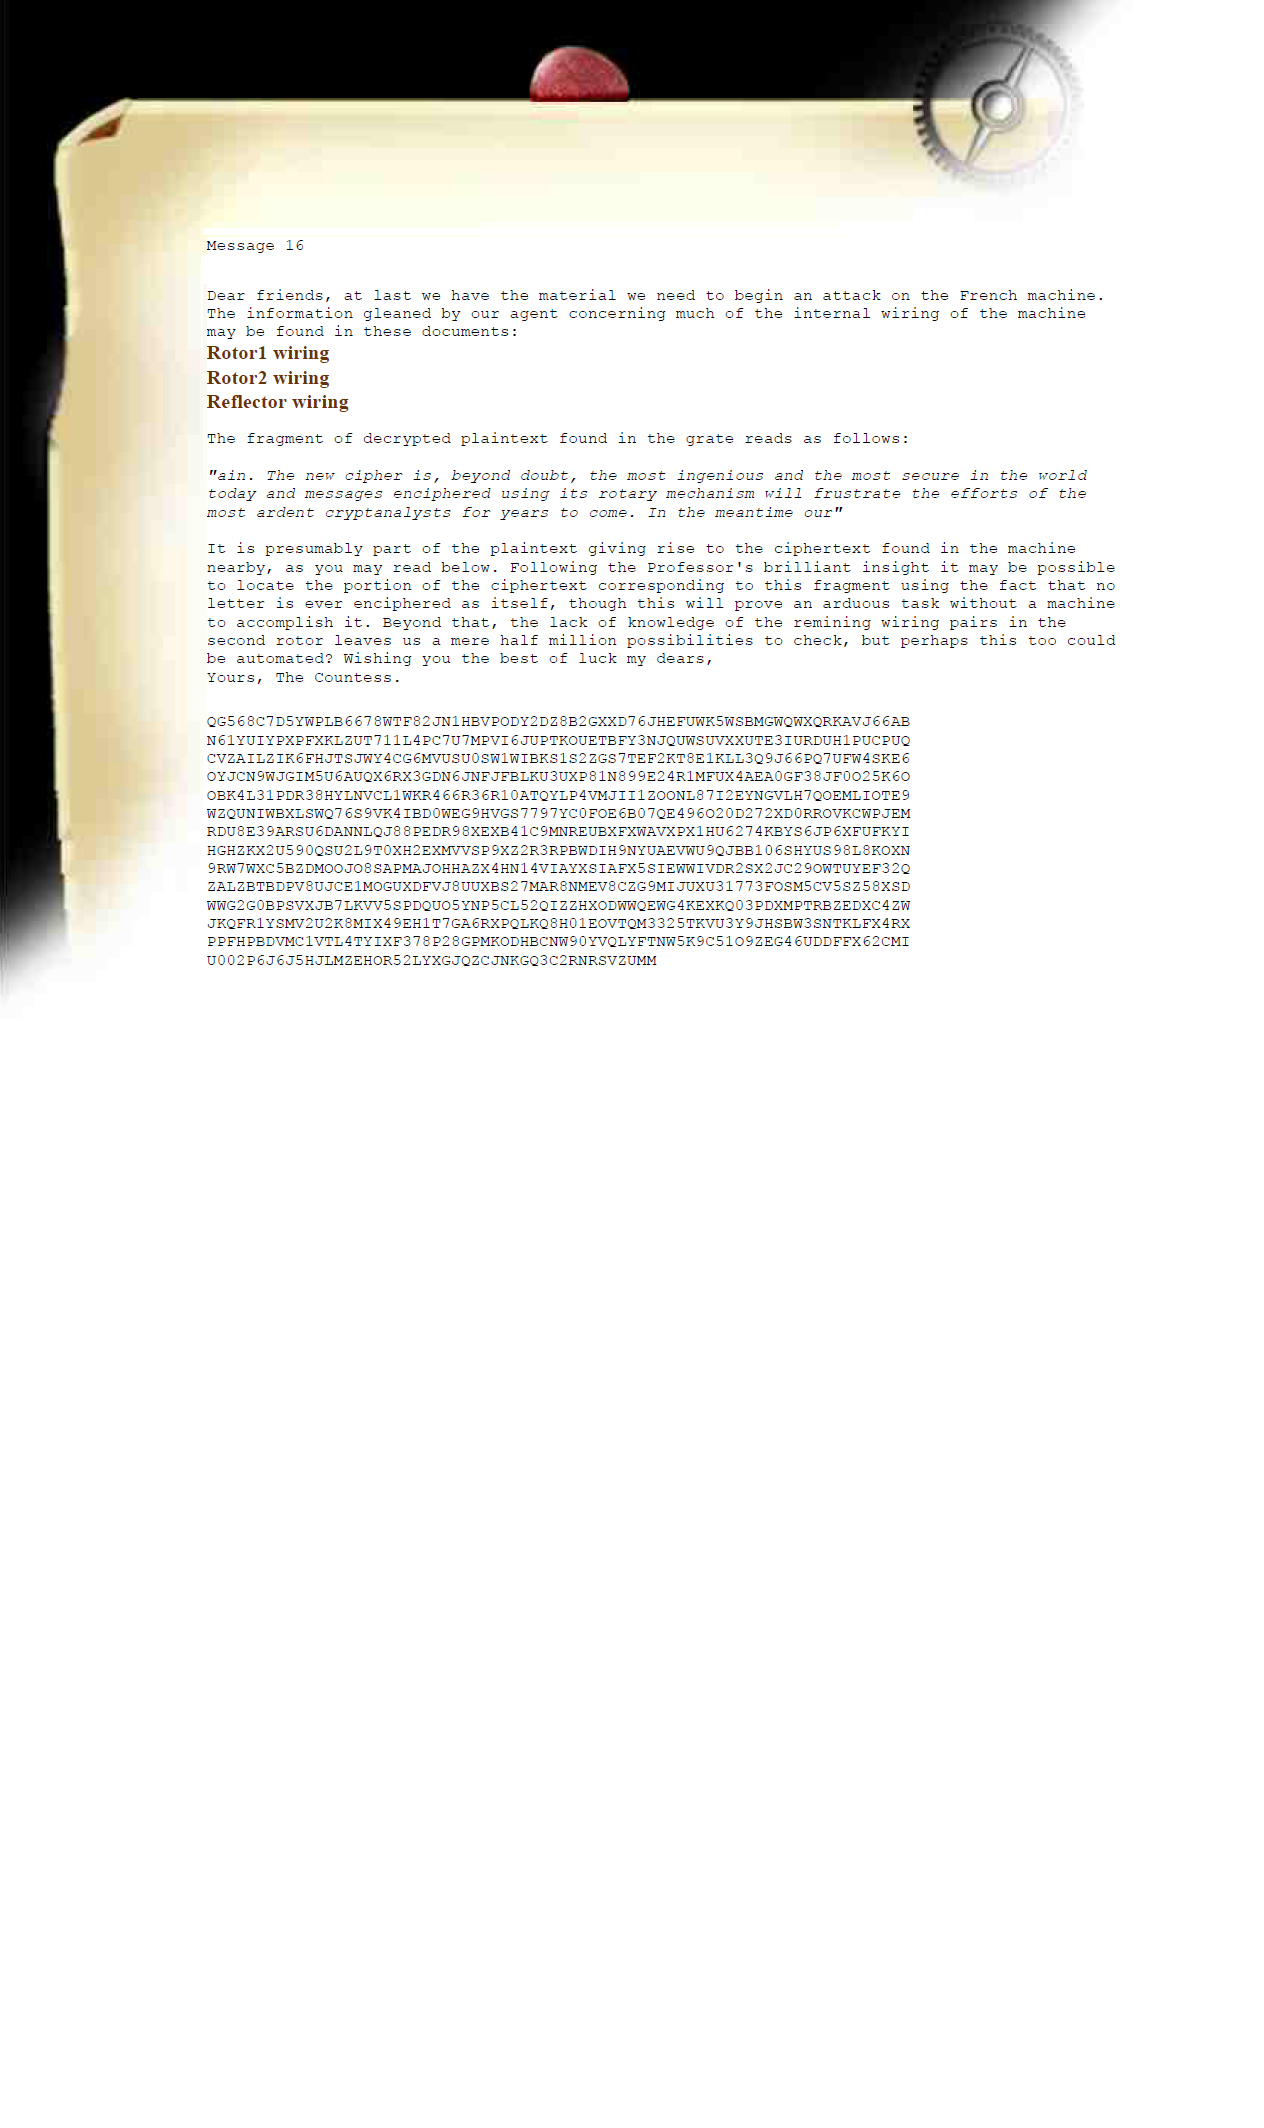 Message 16
Dear friends, at last we have the material we need to begin an attack on the French machine.
The information gleaned by our agent concerning much of the internal wiring of the machine
may be found in these documents:
Rotor1 wiring
Rotor2 wiring
Reflector wiring
The fragment of decrypted plaintext found in the grate reads as follows:
"ain. The new cipher is, beyond doubt, the most ingenious and the most secure in the world
today and messages enciphered using its rotary mechanism will frustrate the efforts of the
most ardent cryptanalysts for years to come. In the meantime our"
It is presumably part of the plaintext giving rise to the ciphertext found in the machine
nearby, as you may read below. Following the Professor's brilliant insight it may be possible
to locate the portion of the ciphertext corresponding to this fragment using the fact that no
letter is ever enciphered as itself, though this will prove an arduous task without a machine
to accomplish it. Beyond that, the lack of knowledge of the remining wiring pairs in the
second rotor leaves us a mere half million possibilities to check, but perhaps this too could
be automated? Wishing you the best of luck my dears,
Yours, The Countess.
QG568C7D5YWPLB6678WTF82JN1HBVPODY2DZ8B2GXXD76JHEFUWK5WSBMGWQWXQRKAVJ66AB
N61YUIYPXPFXKLZUT711L4PC7U7MPVI6JUPTKOUETBFY3NJQUWSUVXXUTE3IURDUH1PUCPUQ
CVZAILZIK6FHJTSJWY4CG6MVUSU0SW1WIBKS1S2ZGS7TEF2KT8E1KLL3Q9J66PQ7UFW4SKE6
OYJCN9WJGIM5U6AUQX6RX3GDN6JNFJFBLKU3UXP81N899E24R1MFUX4AEA0GF38JF0O25K6O
OBK4L31PDR38HYLNVCL1WKR466R36R10ATQYLP4VMJII1ZOONL87I2EYNGVLH7QOEMLIOTE9
WZQUNIWBXLSWQ76S9VK4IBD0WEG9HVGS7797YC0FOE6B07QE496O20D272XD0RROVKCWPJEM
RDU8E39ARSU6DANNLQJ88PEDR98XEXB41C9MNREUBXFXWAVXPX1HU6274KBYS6JP6XFUFKYI
HGHZKX2U590QSU2L9T0XH2EXMVVSP9XZ2R3RPBWDIH9NYUAEVWU9QJBB106SHYUS98L8KOXN
9RW7WXC5BZDMOOJO8SAPMAJOHHAZX4HN14VIAYXSIAFX5SIEWWIVDR2SX2JC29OWTUYEF32Q
ZALZBTBDPV8UJCE1MOGUXDFVJ8UUXBS27MAR8NMEV8CZG9MIJUXU31773FOSM5CV5SZ58XSD
WWG2G0BPSVXJB7LKVV5SPDQUO5YNP5CL52QIZZHXODWWQEWG4KEXKQ03PDXMPTRBZEDXC4ZW
JKQFR1YSMV2U2K8MIX49EH1T7GA6RXPQLKQ8H01EOVTQM3325TKVU3Y9JHSBW3SNTKLFX4RX
PPFHPBDVMC1VTL4TYIXF378P28GPMKODHBCNW90YVQLYFTNW5K9C51O9ZEG46UDDFFX62CMI
U002P6J6J5HJLMZEHOR52LYXGJQZCJNKGQ3C2RNRSVZUMM